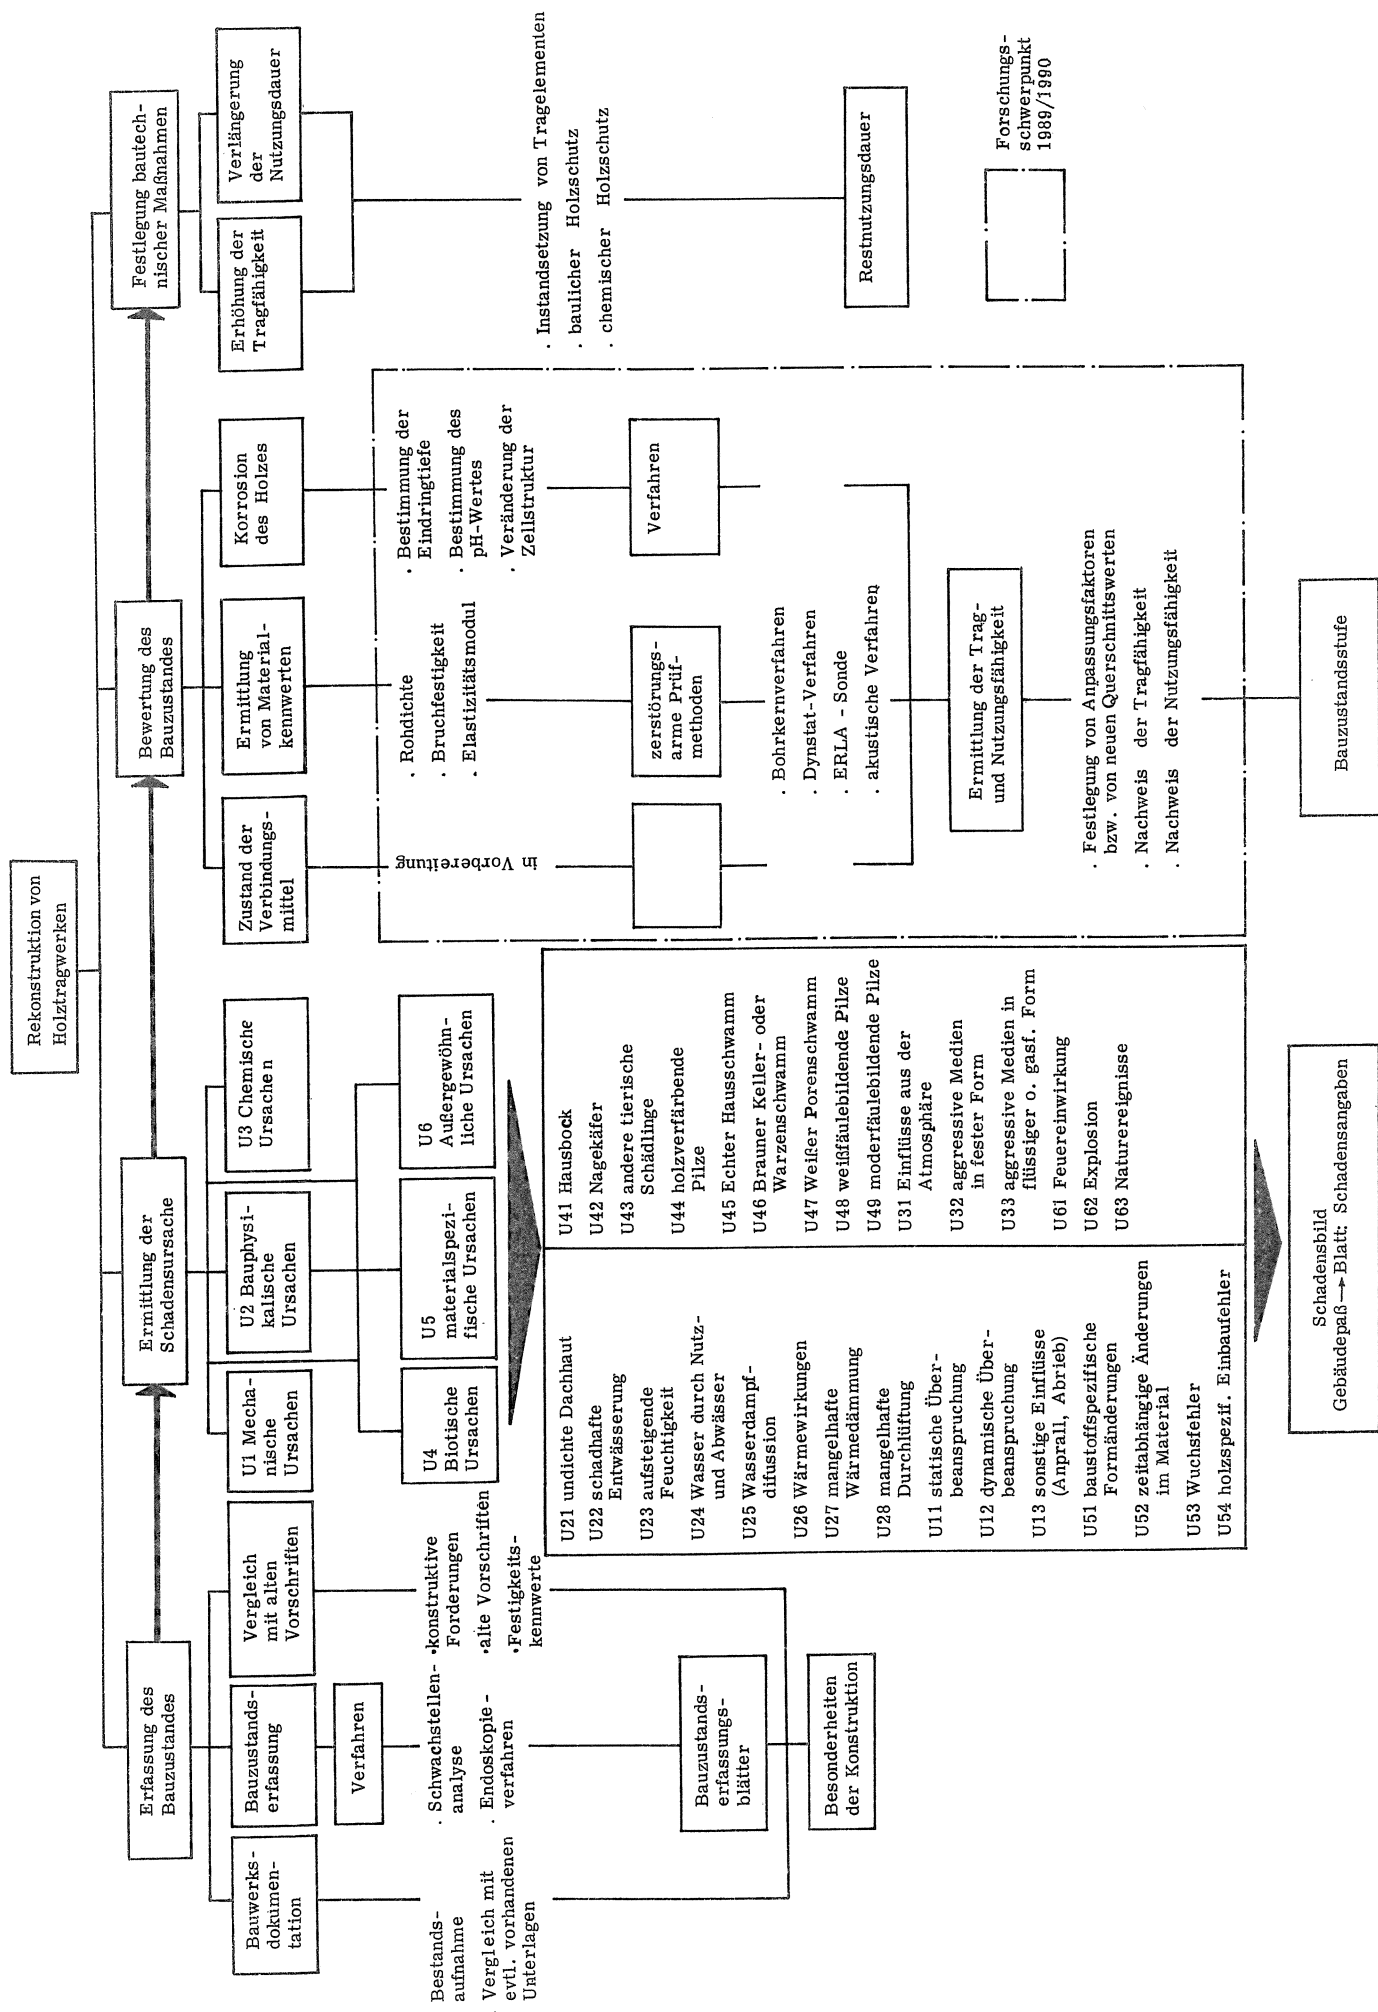 Rekonstruktion von
Holztragwerken
Erfassung des
Bauzustandes
Ermittlung der
Schadensursache
Bewertung des
Bauzustandes
Festlegung bautech-
nischer Maßnahmen
Bauwerks-
dokumen-
tation
Bauzustands-
erfassung
Vergleich
mit alten
Vorschriften
Verfahren
Bestands-
aufnahme
. Vergleich mit
evtl. vorhandenen
Unterlagen
. Schwachstellen-
analyse
. Endoskopie-
verfahren
•konstruktive
Forderungen
•alte Vorschriften
•Festigkeits-
kennwerte
Bauzustands-
erfassungs-
blätter
Besonderheiten
der Konstruktion
U1 Mecha-
nische
Ursachen
U2 Bauphysi-
kalische
Ursachen
U3 Chemische
Ursachen
U4
Biotische
Ursachen
U5
materialspezi-
fische Ursachen
U6
Außergewöhn-
liche Ursachen
U21 undichte Dachhaut
U22 schadhafte
Entwässerung
U23 aufsteigende
Feuchtigkeit
U24 Wasser durch Nutz-
und Abwässer
U25 Wasserdampf-
difussion
U26 Wärmewirkungen
U27 mangelhafte
Wärmedämmung
U28 mangelhafte
Durchlüftung
U11 statische Über-
beanspruchung
U12 dynamische Über-
beanspruchung
U13 sonstige Einflüsse
(Anprall, Abrieb)
U51 baustoffspezifische
Formänderungen
U52 zeitabhängige Änderungen
im Material
U53 Wuchsfehler
U54 holzspezif. Einbaufehler
U41 Hausbock
U42 Nagekäfer
U43 andere tierische
Schädlinge
U44 holzverfärbende
Pilze
U45 Echter Hausschwamm
U46 Brauner Keller- oder
Warzenschwamm
U47 Weißer Porenschwamm
U48 weißfäulebildende Pilze
U49 moderfäulebildende Pilze
U31 Einflüsse aus der
Atmosphäre
U32 aggressive Medien
in fester Form
U33 aggressive Medien in
flüssiger o. gasf. Form
U61 Feuereinwirkung
U62 Explosion
U63 Naturereignisse
Schadensbild
Gebäudepaß→Blatt: Schadensangaben
Zustand der
Verbindungs-
mittel
Ermittlung
von Material-
kennwerten
Korrosion
des Holzes
in Vorbereitung
. Rohdichte
. Bruchfestigkeit
. Elastizitätsmodul
. Bestimmung der
Eindringtiefe
. Bestimmung des
pH-Wertes
. Veränderung der
Zellstruktur
zerstörungs-
arme Prüf-
methoden
Verfahren
. Bohrkernverfahren
. Dynstat-Verfahren
. ERLA - Sonde
. akustische Verfahren
Ermittlung der Trag-
und Nutzungsfähigkeit
. Festlegung von Anpassungsfaktoren
bzw. von neuen Querschnittswerten
. Nachweis der Tragfähigkeit
. Nachweis der Nutzungsfähigkeit
Bauzustandsstufe
Erhöhung der
Tragfähigkeit
Verlängerung
der
Nutzungsdauer
. Instandsetzung von Tragelementen
. baulicher Holzschutz
. chemischer Holzschutz
Restnutzungsdauer
Forschungs-
schwerpunkt
1989/1990